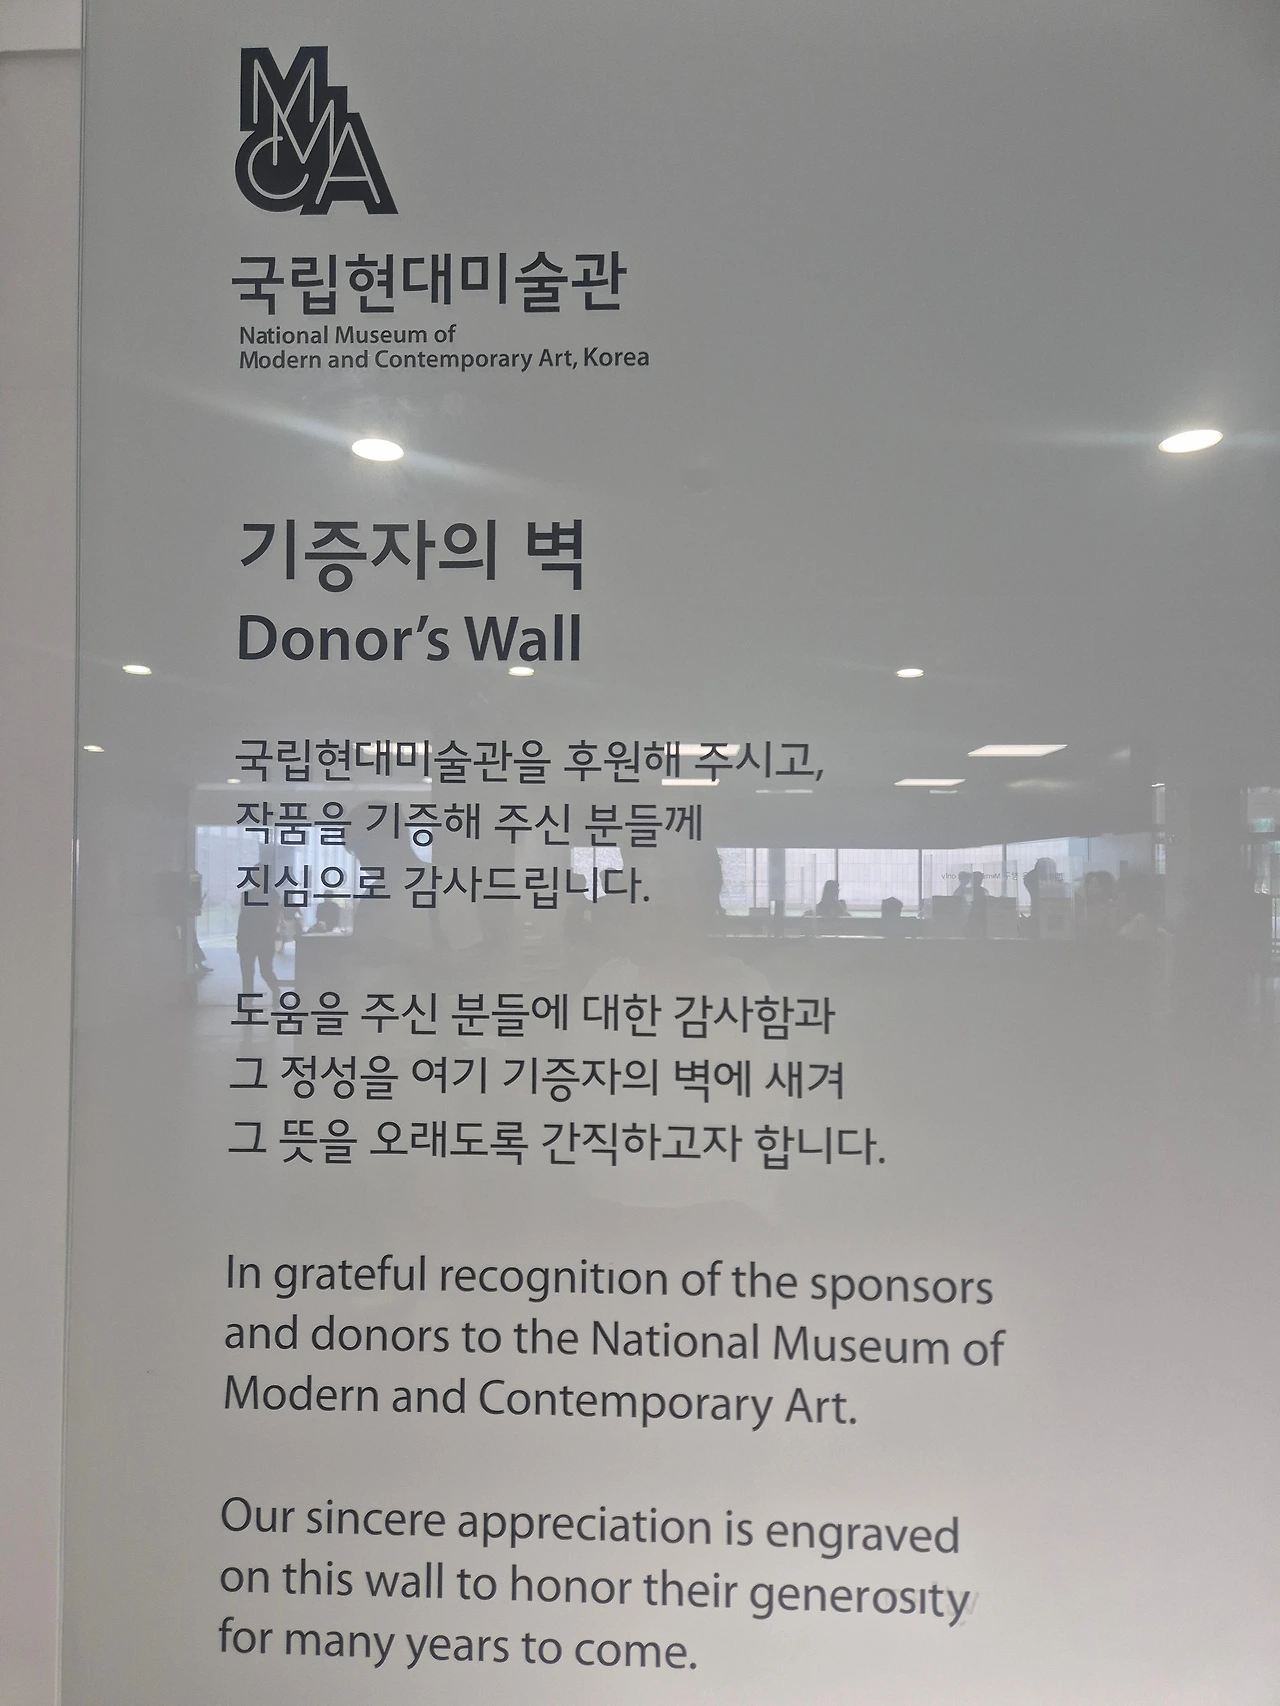 MMCA
국립현대미술관
National Museum of
Modern and Contemporary Art, Korea
기증자의 벽
Donor's Wall
국립현대미술관을 후원해 주시고,
작품을 기증해 주신 분들께
진심으로 감사드립니다.
도움을 주신 분들에 대한 감사함과
그 정성을 여기 기증자의 벽에 새겨
그 뜻을 오래도록 간직하고자 합니다.
In grateful recognition of the sponsors
and donors to the National Museum of
Modern and Contemporary Art.
Our sincere appreciation is engraved
on this wall to honor their generosity
for many years to come.